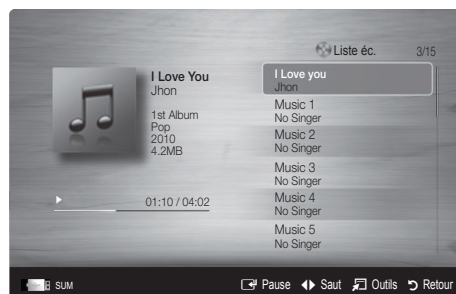 Liste éc. 3/15
I Love You
Jhon
1st Album
Pop
2010
4.2MB
01:10 / 04:02
I Love you
Jhon
Music 1
No Singer
Music 2
No Singer
Music 3
No Singer
Music 4
No Singer
Music 5
No Singer
SUM Pause Saut Outils Retour